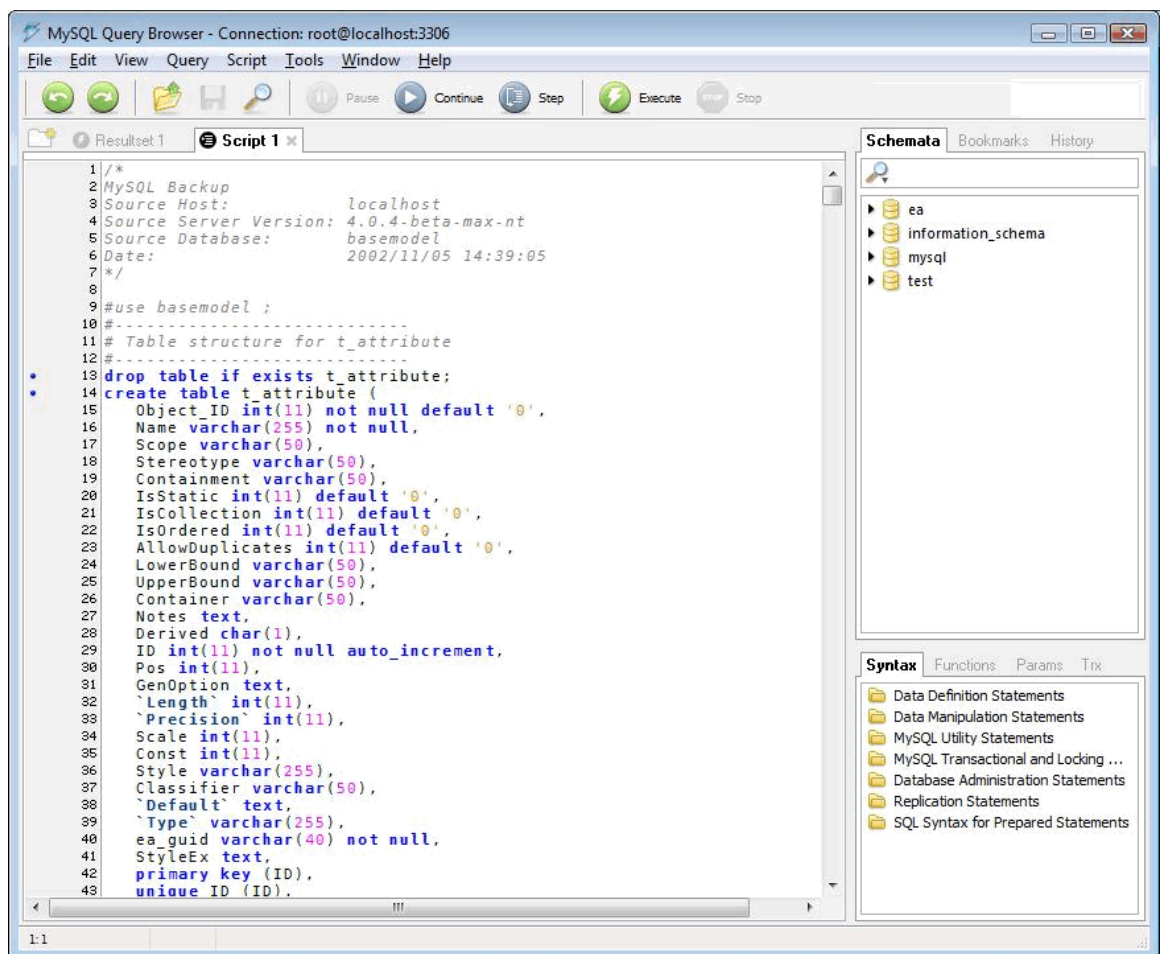 MySQL Query Browser - Connection: root@localhost:3306
File Edit View Query Script Tools Window Help
Pause Continue Step Execute STOP Stop
Resultset 1 Script 1
Schemata Bookmarks History
1 /*
2 MySQL Backup
3 Source Host: localhost
4 Source Server Version: 4.0.4-beta-max-nt
5 Source Database: basemodel
6 Date: 2002/11/05 14:39:05
7 */
8
9 #use basemodel ;
10 #----------------------------
11 # Table structure for t_attribute
12 #----------------------------
13 drop table if exists t_attribute;
14 create table t_attribute (
15 Object_ID int(11) not null default '0',
16 Name varchar(255) not null,
17 Scope varchar(50),
18 Stereotype varchar(50),
19 Containment varchar(50),
20 IsStatic int(11) default '0',
21 IsCollection int(11) default '0',
22 IsOrdered int(11) default '0',
23 AllowDuplicates int(11) default '0',
24 LowerBound varchar(50),
25 UpperBound varchar(50),
26 Container varchar(50),
27 Notes text,
28 Derived char(1),
29 ID int(11) not null auto_increment,
30 Pos int(11),
31 GenOption text,
32 `Length` int(11),
33 `Precision` int(11),
34 Scale int(11),
35 Const int(11),
36 Style varchar(255),
37 Classifier varchar(50),
38 `Default` text,
39 `Type` varchar(255),
40 ea_guid varchar(40) not null,
41 StyleEx text,
42 primary key (ID),
43 unique ID (ID),
ea
information_schema
mysql
test
Syntax Functions Params Trx
Data Definition Statements
Data Manipulation Statements
MySQL Utility Statements
MySQL Transactional and Locking ...
Database Administration Statements
Replication Statements
SQL Syntax for Prepared Statements
1:1